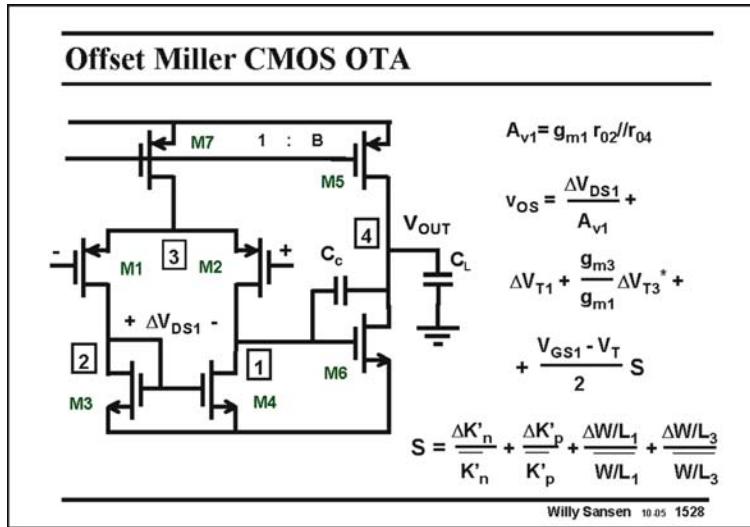 Offset Miller CMOS OTA
M7
1 : B
M5
A_v1 = g_m1 r_02//r_04
v_OS = ΔV_DS1 / A_v1 +
ΔV_T1 + g_m3 / g_m1 ΔV_T3* +
+ V_GS1 - V_T / 2 S
S = ΔK'_n / K'_n + ΔK'_p / K'_p + ΔW/L_1 / W/L_1 + ΔW/L_3 / W/L_3
- M1 3 M2 +
4 V_OUT
C_c C_L
+ ΔV_DS1 -
2 1 M6
M3 M4
Willy Sansen 10-05 1528